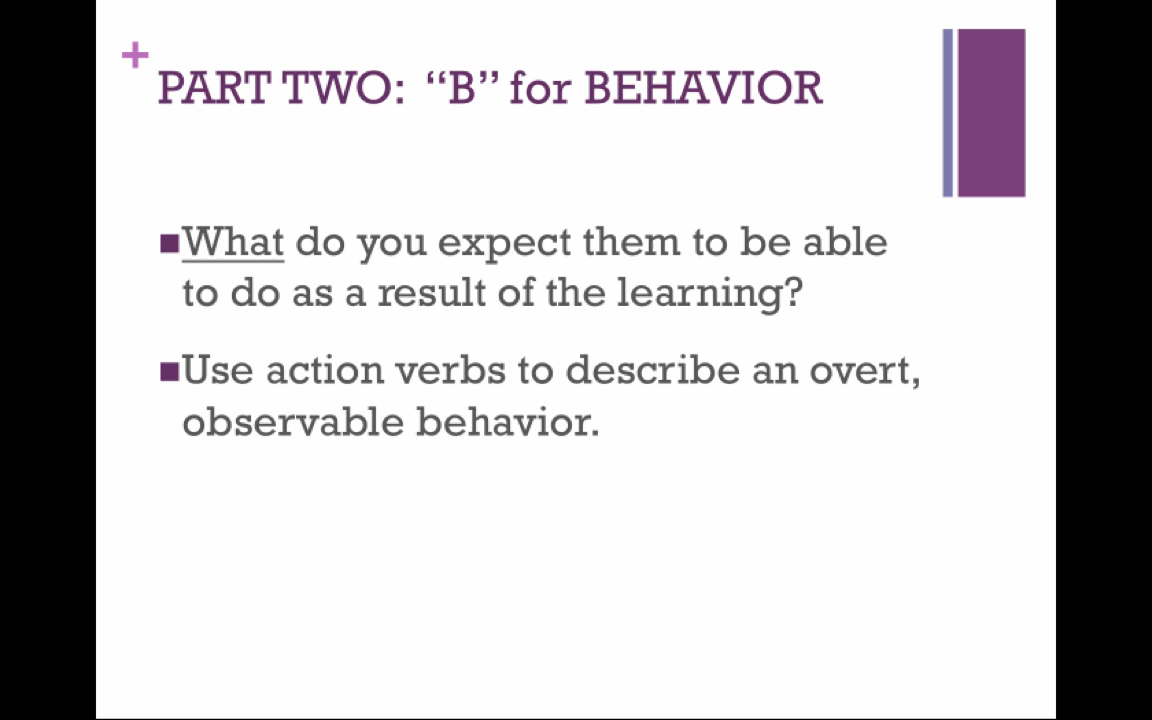 +
PART TWO: “B” for BEHAVIOR
■What do you expect them to be able
to do as a result of the learning?
■Use action verbs to describe an overt,
observable behavior.